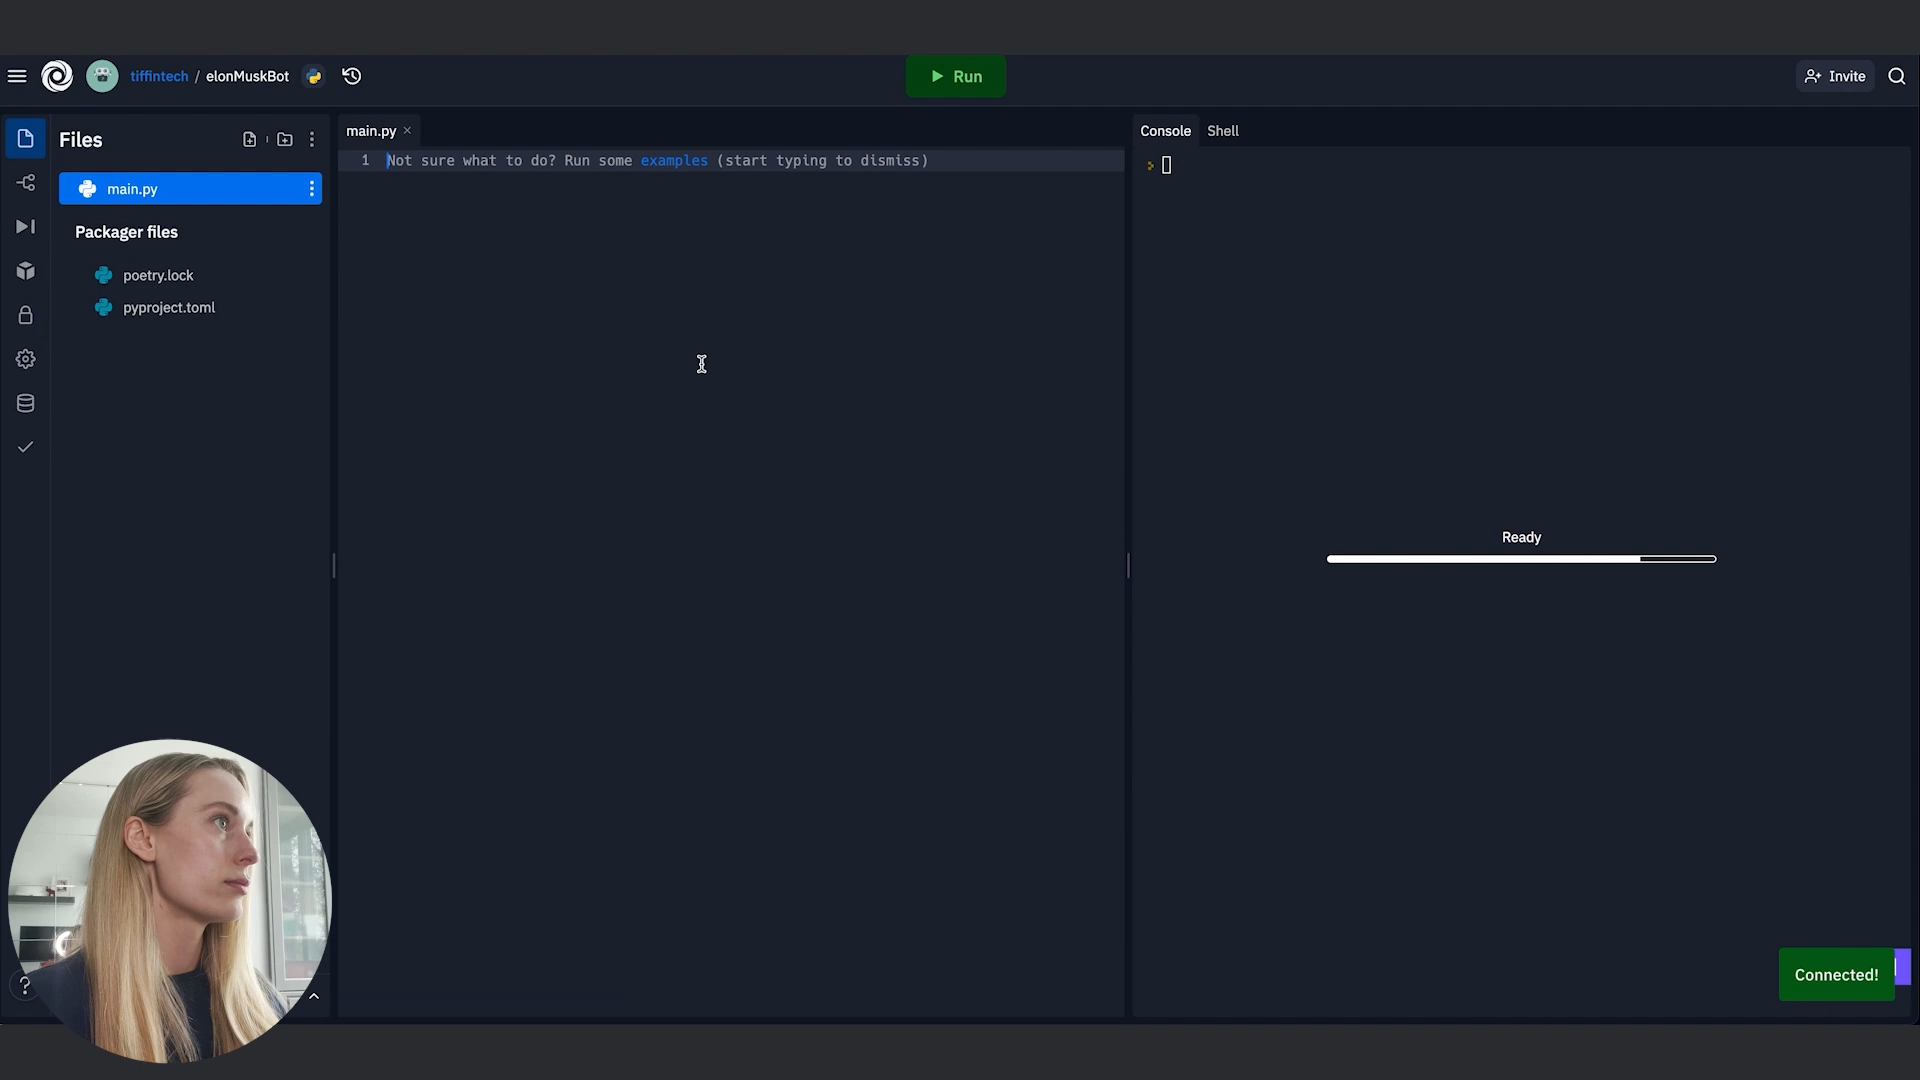 tiffintech / elonMuskBot
Run
Invite
Files
main.py
Packager files
poetry.lock
pyproject.toml
main.py
1 Not sure what to do? Run some examples (start typing to dismiss)
Console Shell
Ready
Connected!
?